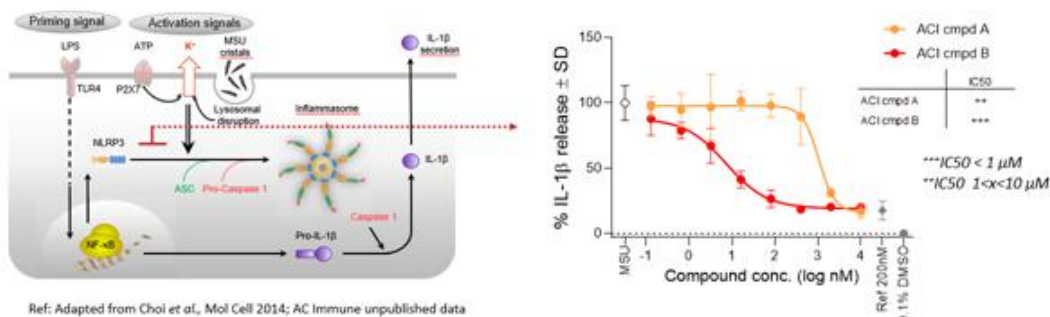 Priming signal
Activation signals
LPS
ATP
K⁺
MSU
cristals
IL-1β
secretion
TLR4
P2X7
Lysosomal
disruption
Inflammasome
NLRP3
IL-1β
ASC
Pro-Caspase 1
Caspase 1
NF-κB
Pro-IL-1β
Ref: Adapted from Choi et al., Mol Cell 2014; AC Immune unpublished data
ACI cmpd A
ACI cmpd B
% IL-1β release ± SD
150
100
50
0
MSU
-1
0
1
2
3
4
Ref 200nM
0.1% DMSO
Compound conc. (log nM)
IC50
ACI cmpd A ++
ACI cmpd B +++
***IC50 < 1 µM
**IC50 1<x<10 µM